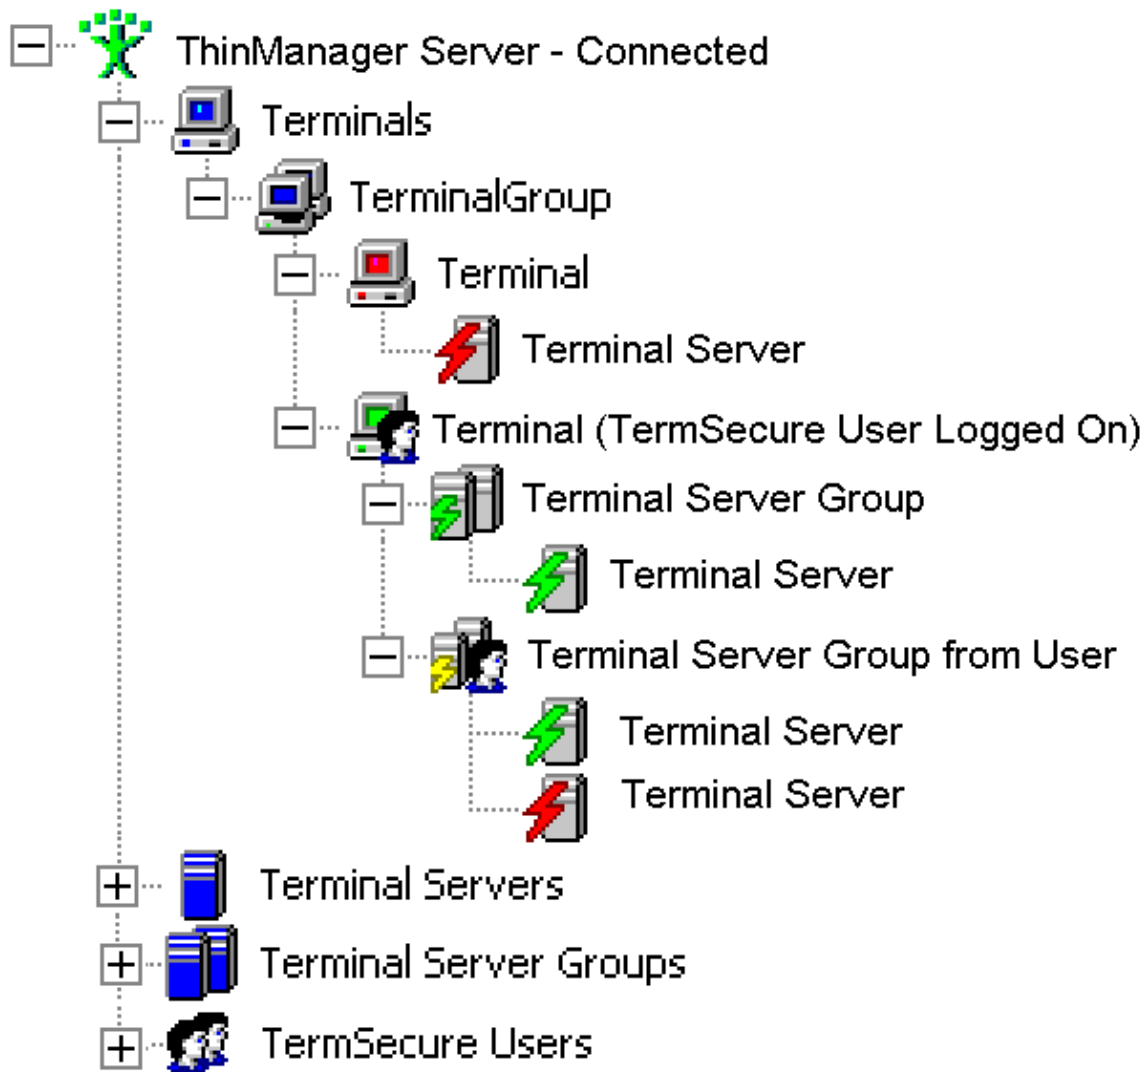 ThinManager Server - Connected
Terminals
TerminalGroup
Terminal
Terminal Server
Terminal (TermSecure User Logged On)
Terminal Server Group
Terminal Server
Terminal Server Group from User
Terminal Server
Terminal Server
Terminal Servers
Terminal Server Groups
TermSecure Users